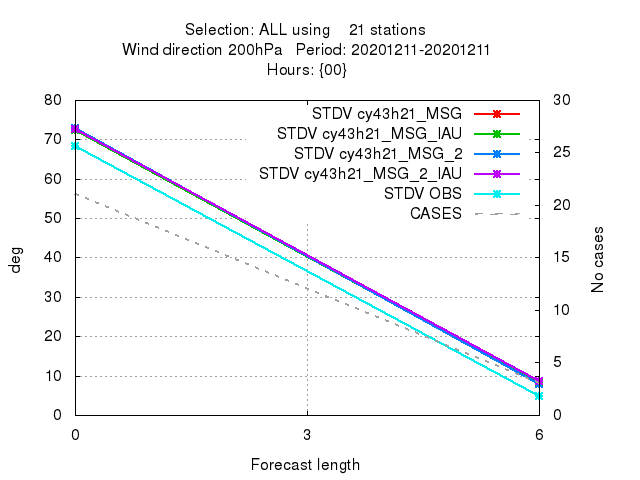 Selection: ALL using    21 stations
Wind direction 200hPa   Period: 20201211-20201211
Hours: {00}
80
70
60
50
40
30
20
10
0
30
25
20
15
10
5
0
STDV cy43h21_MSG
STDV cy43h21_MSG_IAU
STDV cy43h21_MSG_2
STDV cy43h21_MSG_2_IAU
STDV OBS
CASES
deg
No cases
0
3
6
Forecast length